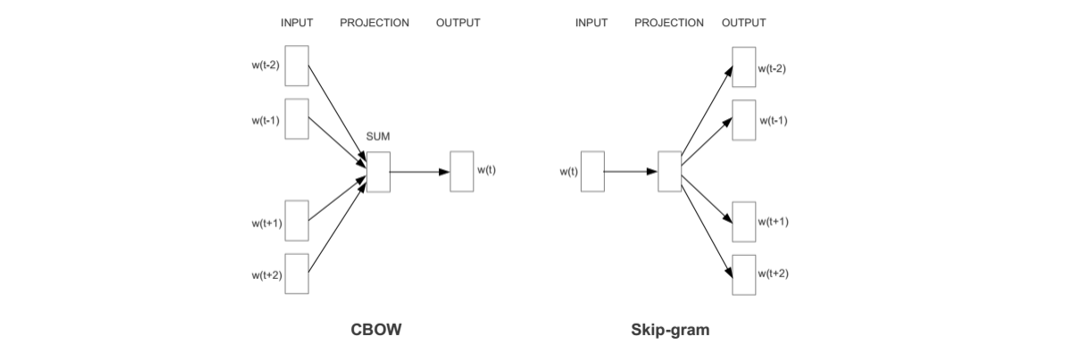 INPUT PROJECTION OUTPUT
w(t-2)
w(t-1)
SUM
w(t)
w(t+1)
w(t+2)
CBOW
INPUT PROJECTION OUTPUT
w(t-2)
w(t-1)
w(t)
w(t+1)
w(t+2)
Skip-gram